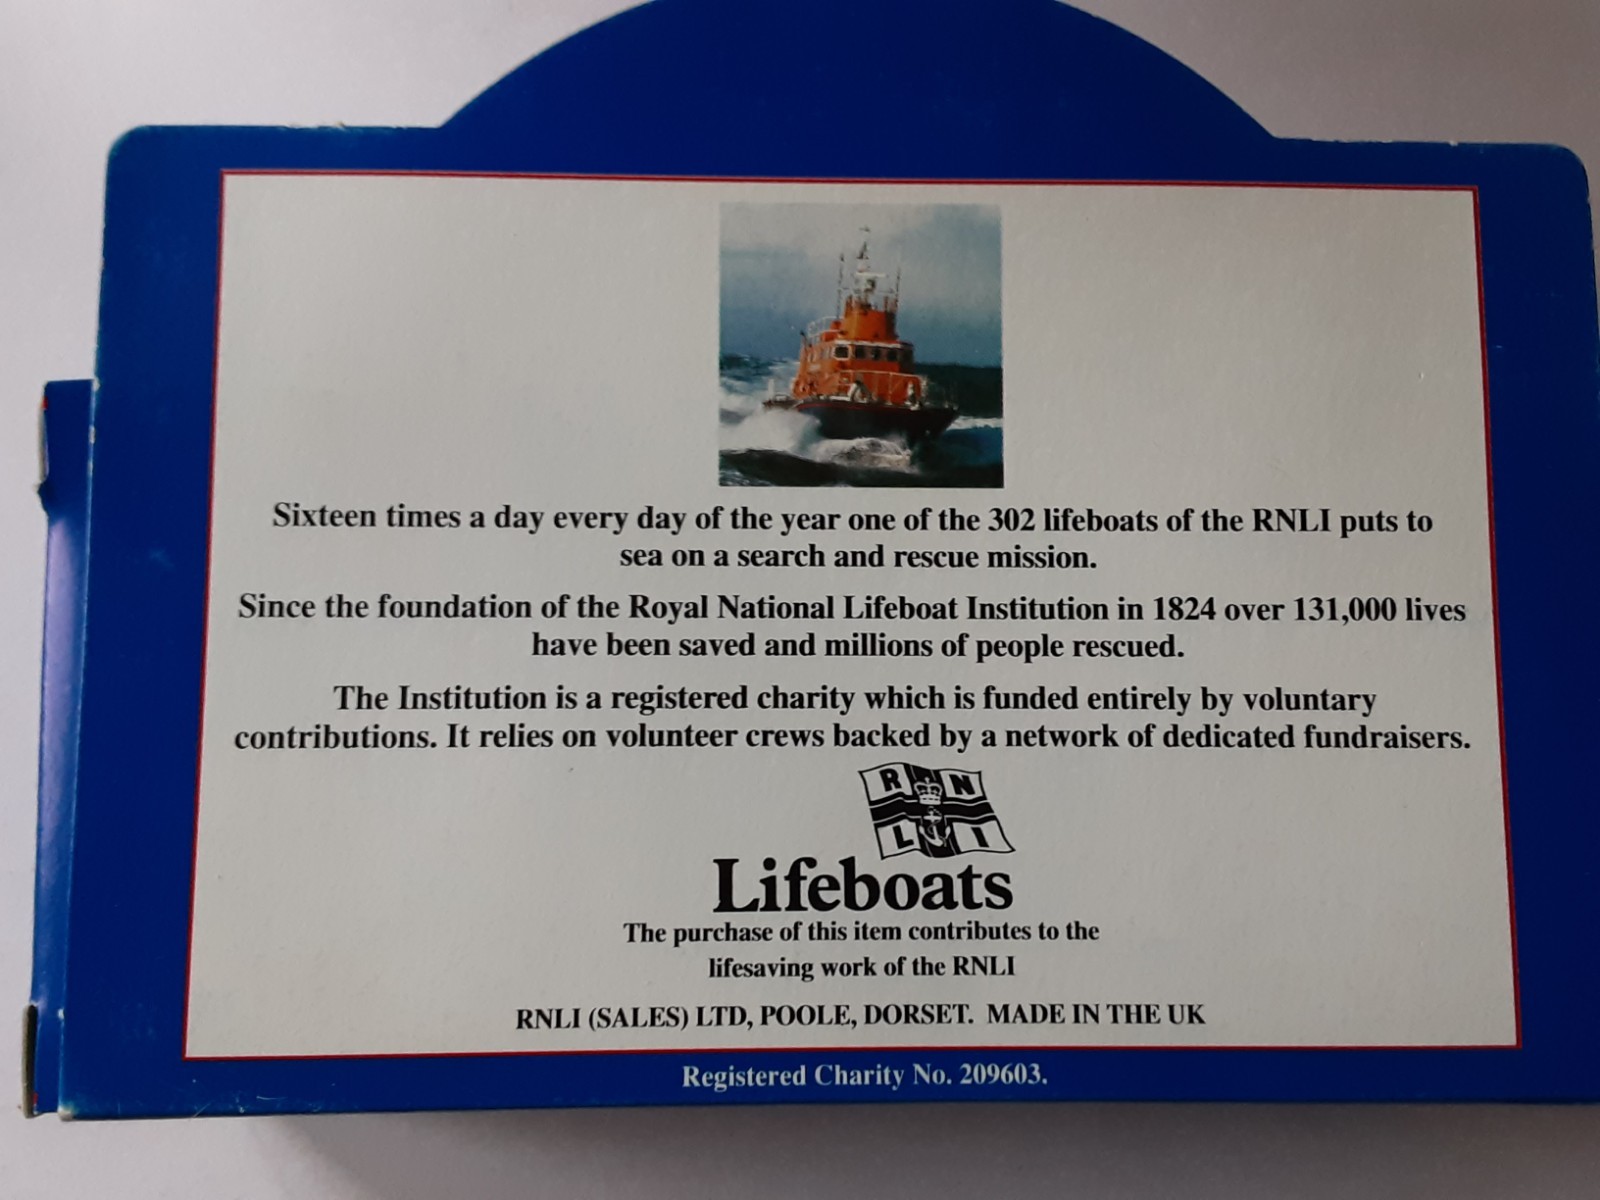 Sixteen times a day every day of the year one of the 302 lifeboats of the RNLI puts to
sea on a search and rescue mission.
Since the foundation of the Royal National Lifeboat Institution in 1824 over 131,000 lives
have been saved and millions of people rescued.
The Institution is a registered charity which is funded entirely by voluntary
contributions. It relies on volunteer crews backed by a network of dedicated fundraisers.
R N
L I
Lifeboats
The purchase of this item contributes to the
lifesaving work of the RNLI
RNLI (SALES) LTD, POOLE, DORSET. MADE IN THE UK
Registered Charity No. 209603.